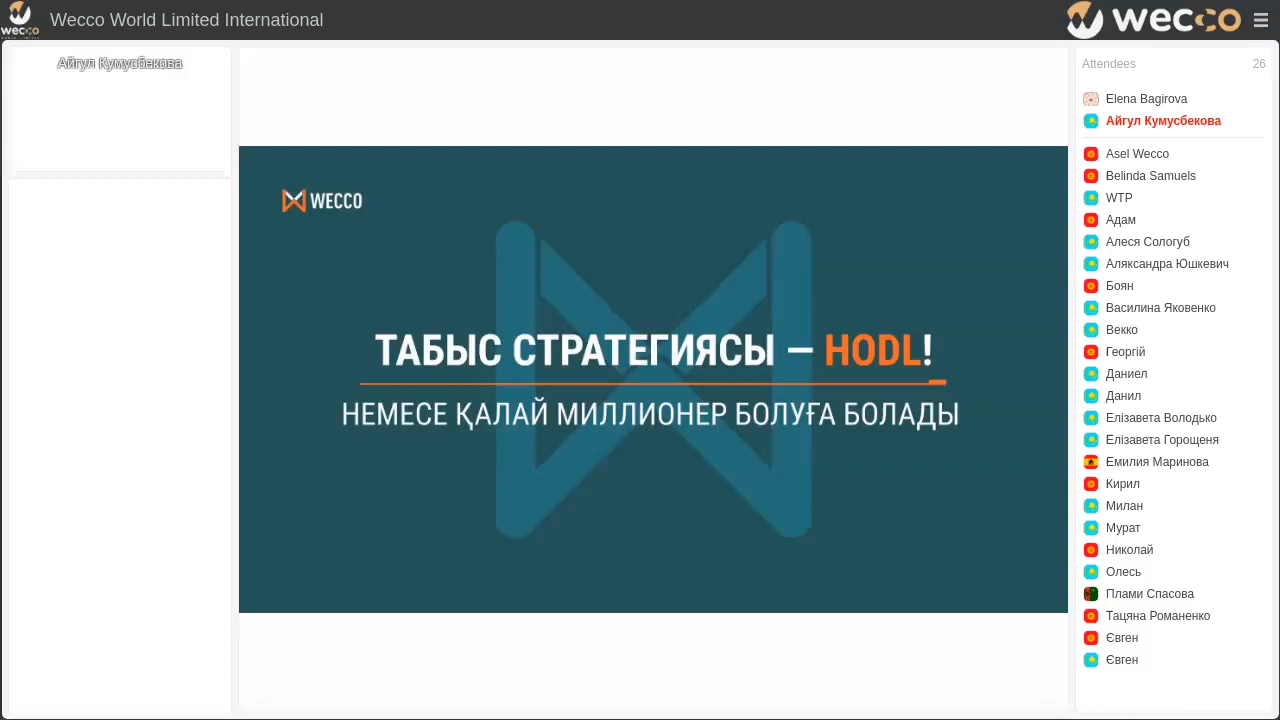 wecco
Wecco World Limited International
wecco
Айгул Кумусбекова
WECCO
ТАБЫС СТРАТЕГИЯСЫ – HODL!
НЕМЕСЕ ҚАЛАЙ МИЛЛИОНЕР БОЛУҒА БОЛАДЫ
Attendees 26
Elena Bagirova
Айгул Кумусбекова
Asel Wecco
Belinda Samuels
WTP
Адам
Алеся Сологуб
Аляксандра Юшкевич
Боян
Василина Яковенко
Векко
Георгій
Даниел
Данил
Елізавета Володько
Елізавета Горощеня
Емилия Маринова
Кирил
Милан
Мурат
Николай
Олесь
Плами Спасова
Тацяна Романенко
Євген
Євген